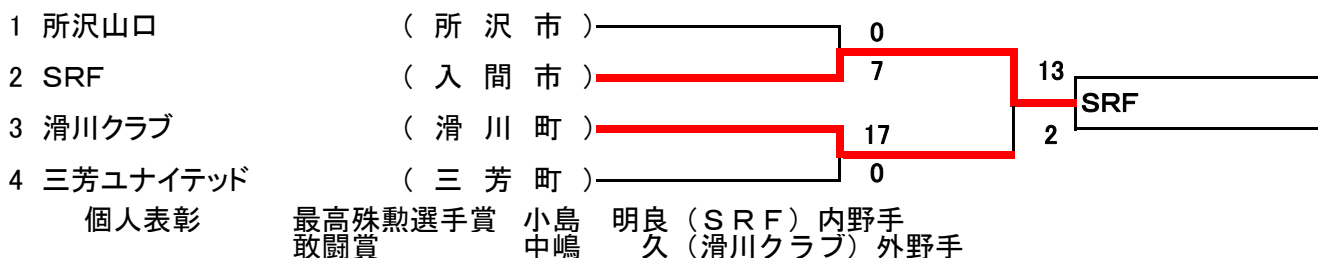 1 所沢山口 ( 所 沢 市 ) 0
2 SRF ( 入 間 市 ) 7 13
SRF
3 滑川クラブ ( 滑 川 町 ) 17 2
4 三芳ユナイテッド ( 三 芳 町 ) 0
個人表彰 最高殊勲選手賞 小島 明良（ＳＲＦ）内野手
敢闘賞 中嶋 久（滑川クラブ）外野手